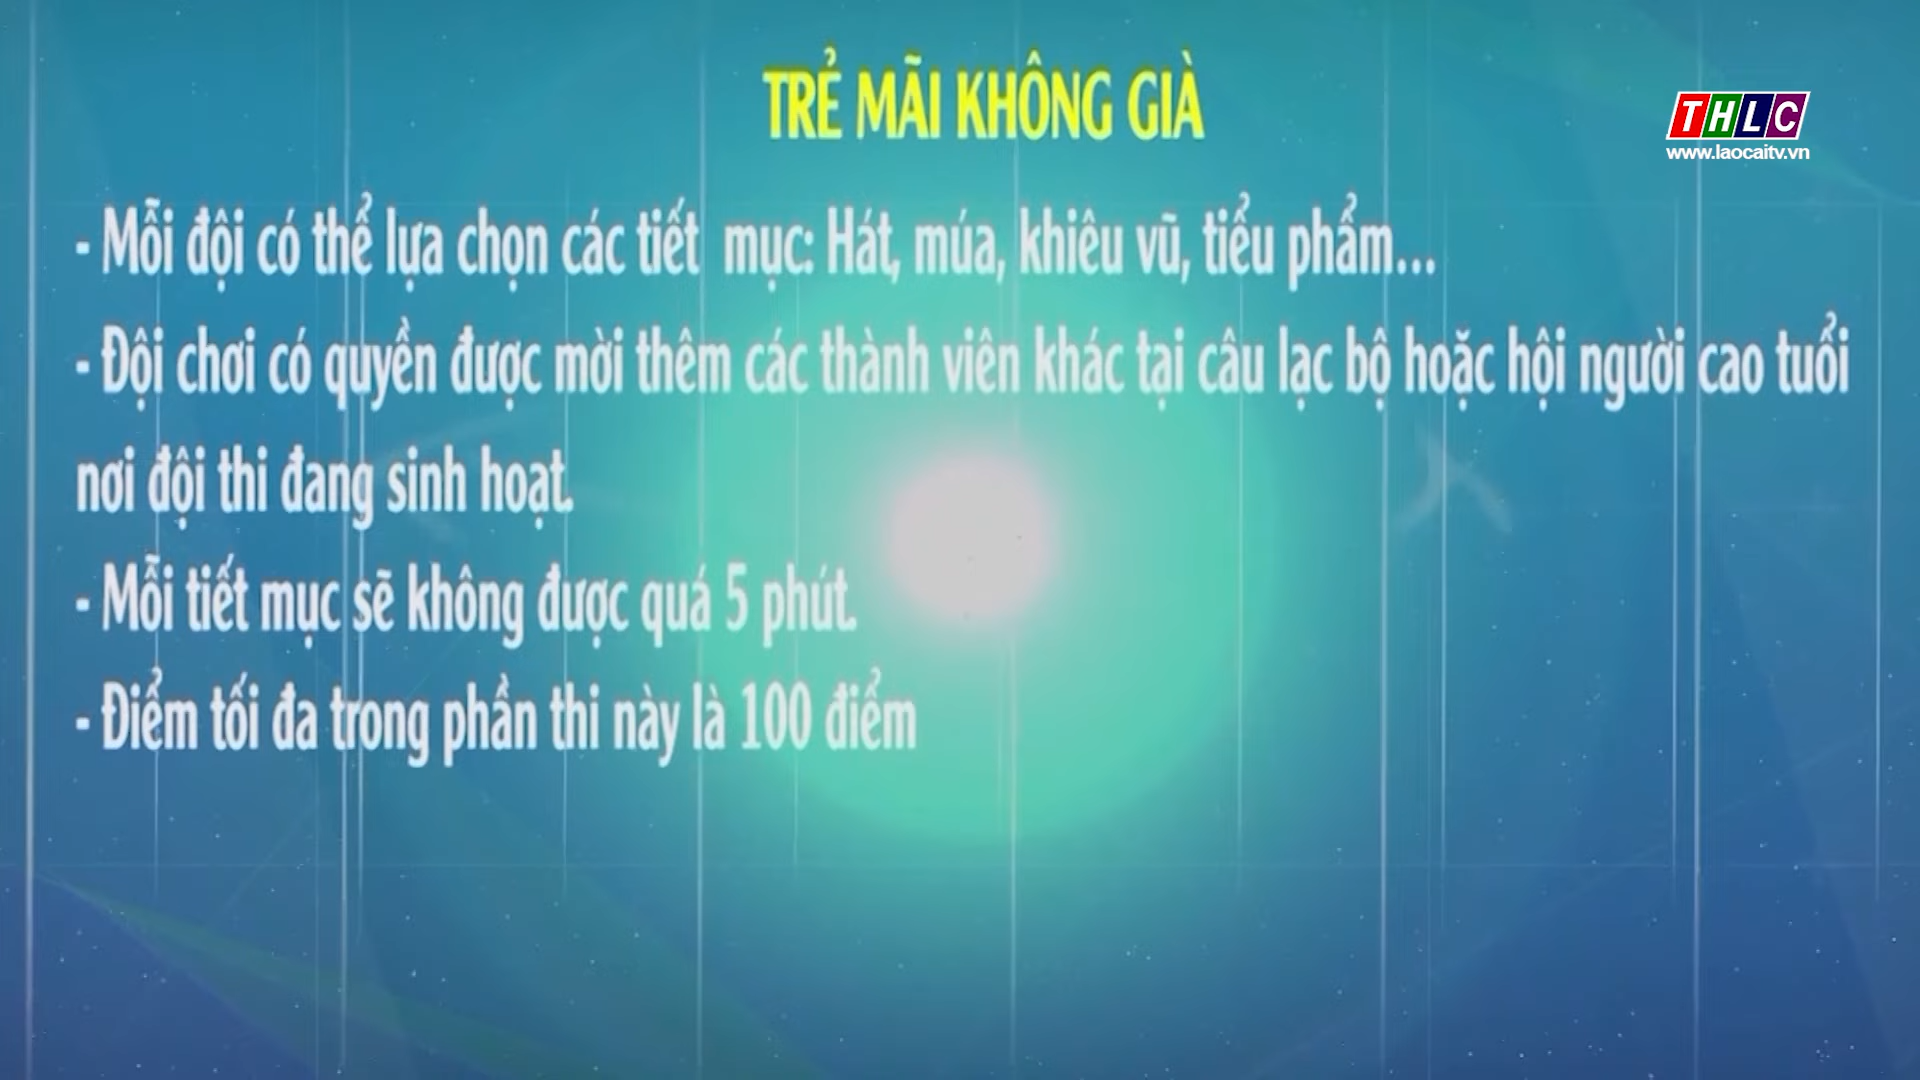 TRẺ MÃI KHÔNG GIÀ
THLC
www.laocaitv.vn
- Mỗi đội có thể lựa chọn các tiết mục: Hát, múa, khiêu vũ, tiểu phẩm...
- Đội chơi có quyền được mời thêm các thành viên khác tại câu lạc bộ hoặc hội người cao tuổi
nơi đội thi đang sinh hoạt.
- Mỗi tiết mục sẽ không được quá 5 phút.
- Điểm tối đa trong phần thi này là 100 điểm